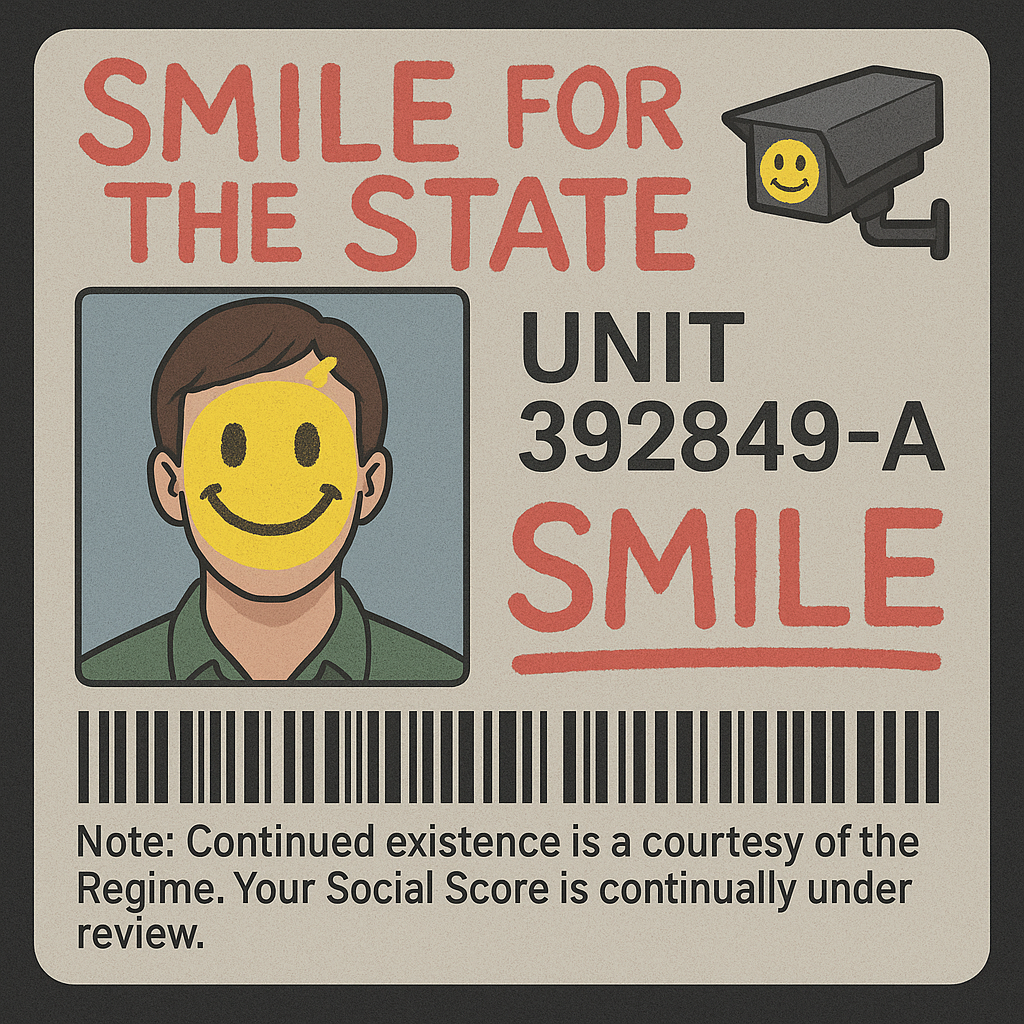 SMILE FOR
THE STATE
UNIT
392849-A
SMILE
Note: Continued existence is a courtesy of the
Regime. Your Social Score is continually under
review.